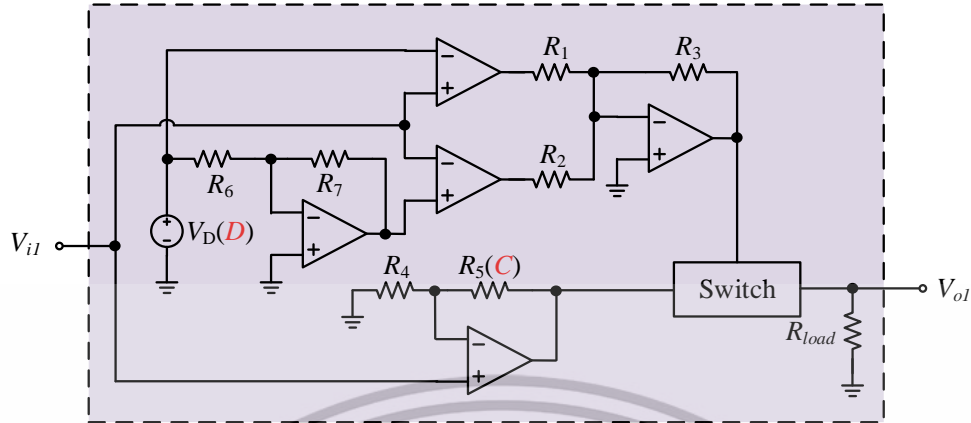 R1
R3
−
+
R2
−
+
−
+
R6
R7
+
−
VD(D)
−
+
Vi1
R4
R5(C)
Switch
Vo1
Rload
−
+